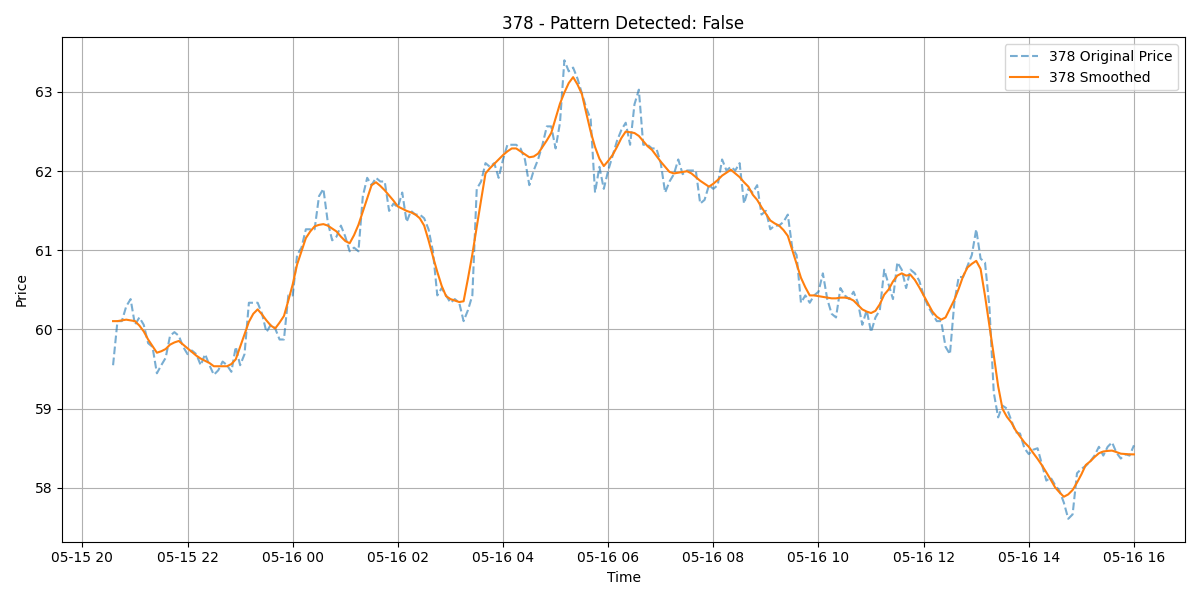 378 - Pattern Detected: False
378 Original Price
378 Smoothed
Price
63
62
61
60
59
58
05-15 20 05-15 22 05-16 00 05-16 02 05-16 04 05-16 06 05-16 08 05-16 10 05-16 12 05-16 14 05-16 16
Time